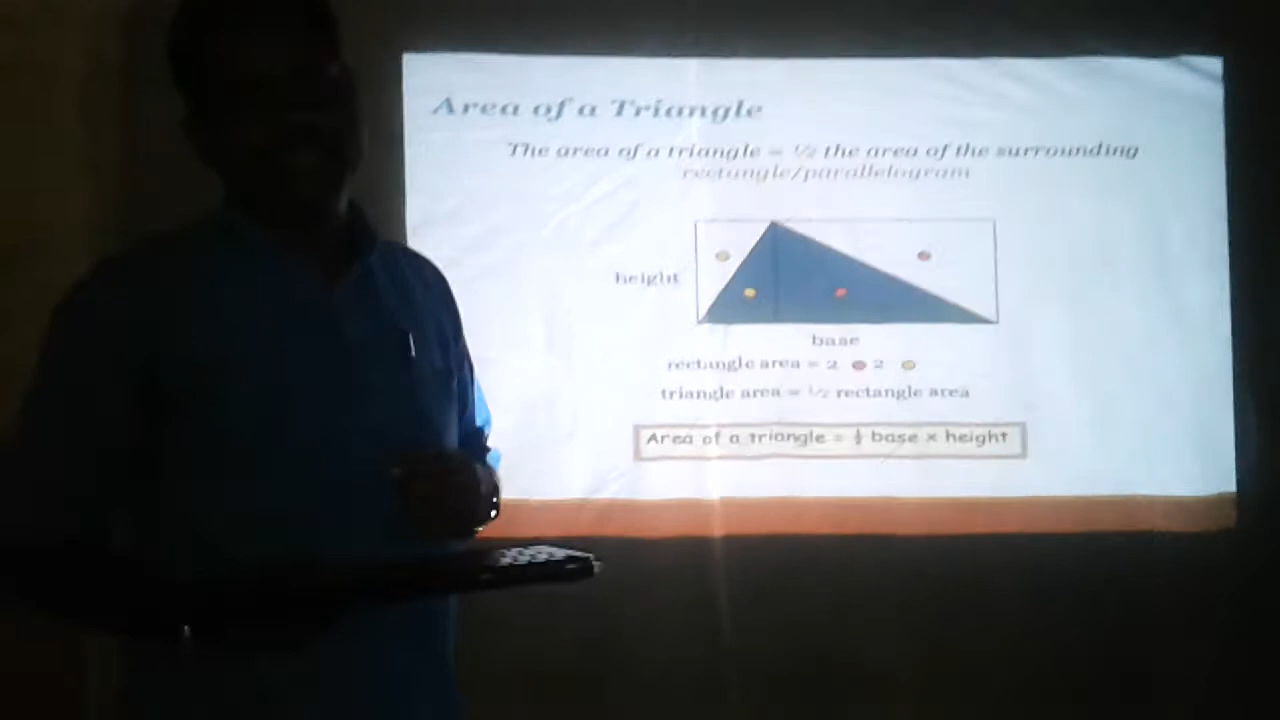 Area of a Triangle
The area of a triangle = ½ the area of the surrounding
rectangle/parallelogram
height
base
rectangle area = 2 2
triangle area = ½ rectangle area
Area of a triangle = ½ base × height